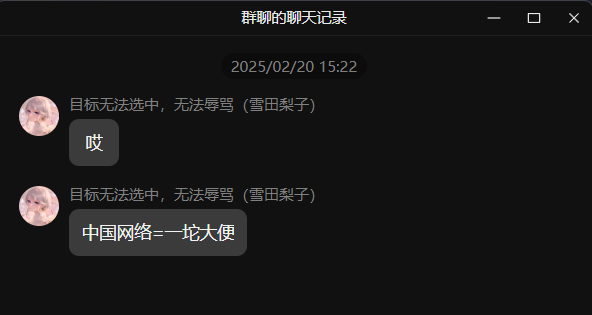 群聊的聊天记录
2025/02/20 15:22
目标无法选中，无法辱骂（雪田梨子）
哎
目标无法选中，无法辱骂（雪田梨子）
中国网络=一坨大便